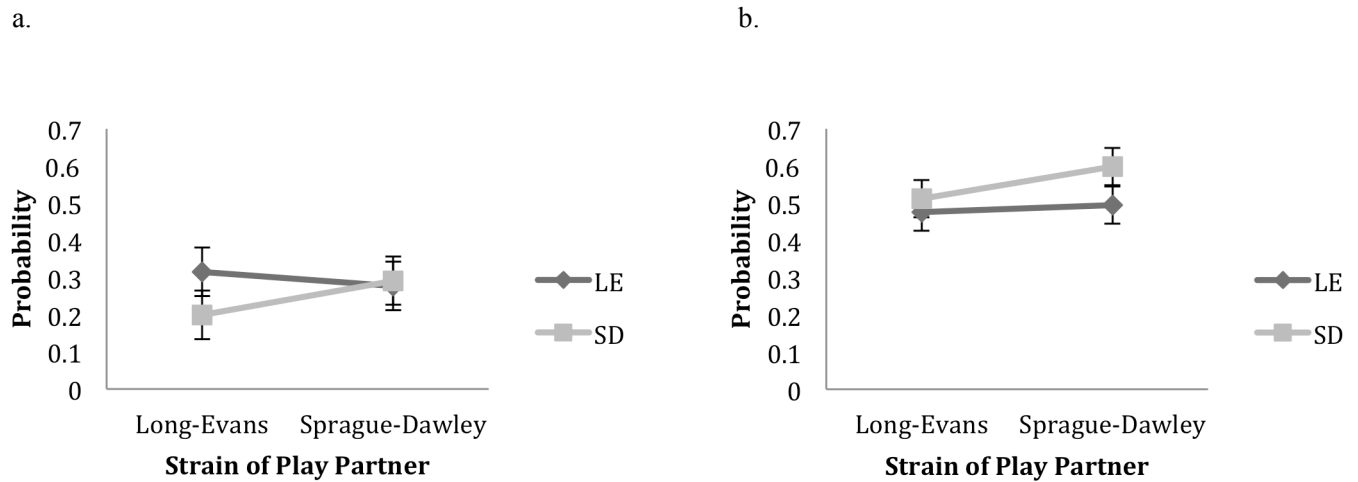 a.
0.7
0.6
0.5
0.4
0.3
0.2
0.1
0
Probability
Long-Evans Sprague-Dawley
Strain of Play Partner
LE
SD
b.
0.7
0.6
0.5
0.4
0.3
0.2
0.1
0
Probability
Long-Evans Sprague-Dawley
Strain of Play Partner
LE
SD